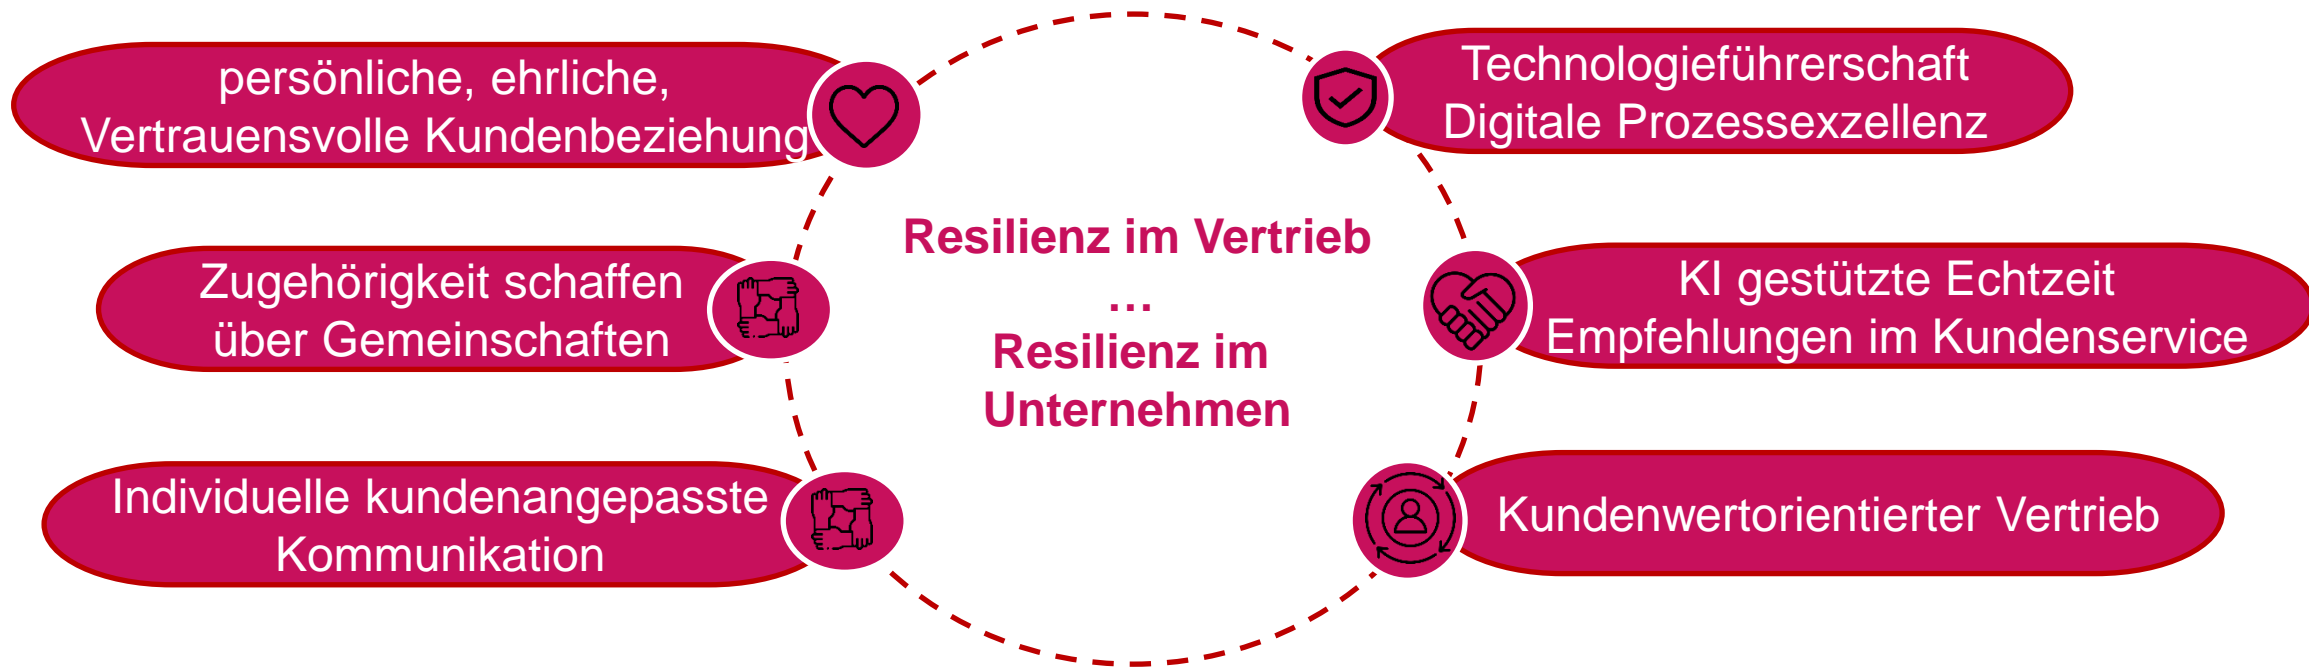 persönliche, ehrliche,
Vertrauensvolle Kundenbeziehung
Zugehörigkeit schaffen
über Gemeinschaften
Individuelle kundenangepasste
Kommunikation
Resilienz im Vertrieb
…
Resilienz im
Unternehmen
Technologieführerschaft
Digitale Prozessexzellenz
KI gestützte Echtzeit
Empfehlungen im Kundenservice
Kundenwertorientierter Vertrieb